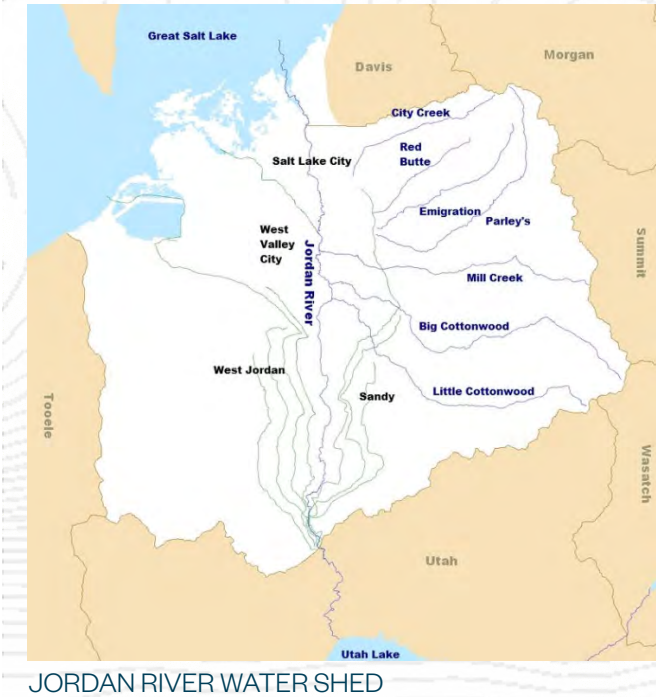 Great Salt Lake
Morgan
Davis
City Creek
Red
Butte
Salt Lake City
Emigration
Parley's
West
Valley
City
Jordan River
Summit
Mill Creek
Big Cottonwood
West Jordan
Little Cottonwood
Sandy
Tooele
Wasatch
Utah
Utah Lake
JORDAN RIVER WATER SHED